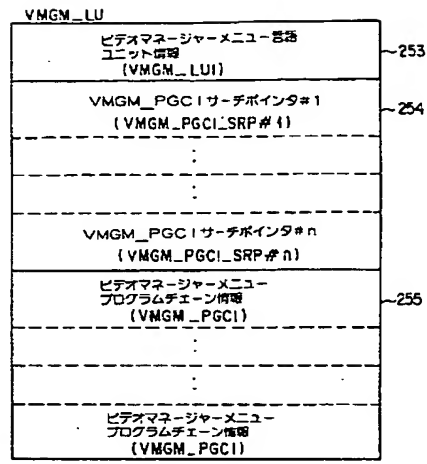 VMGM_LU
ビデオマネージャーメニュー言語
ユニット情報
(VMGM_LUI)
253
VMGM_PGCIサーチポインタ#1
(VMGM_PGCI_SRP#1)
254
VMGM_PGCIサーチポインタ#n
(VMGM_PGCI_SRP#n)
ビデオマネージャーメニュー
プログラムチェーン情報
(VMGM_PGCI)
255
ビデオマネージャーメニュー
プログラムチェーン情報
(VMGM_PGCI)